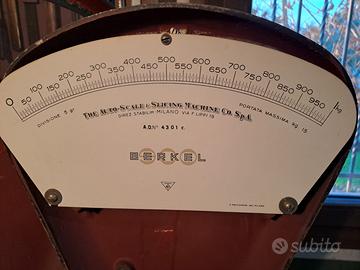 0 50 100 150 200 250 300 350 400 450 500 550 600 650 700 750 800 850 900 950 kg
DIVISIONE 5 gr
THE AUTO-SCALE & SLICING MACHINE CO. S.p.A.
PORTATA MASSIMA kg 15
DIREZ. STABILIM. MILANO VIA F. LIPPI 19
A.D.N° 4301 c.
BERKEL
subito